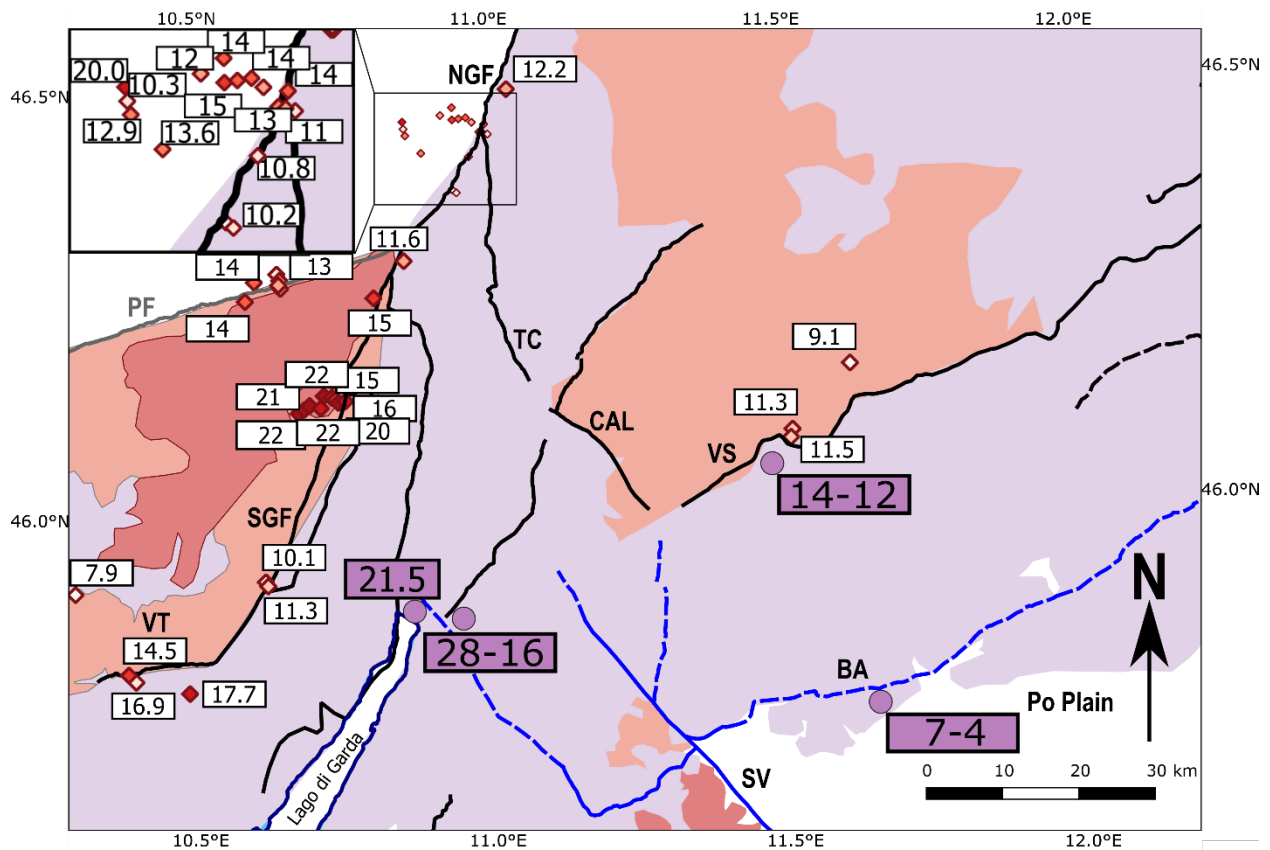 10.5°N
11.0°E
11.5°E
12.0°E
46.5°N
46.5°N
46.0°N
46.0°N
14
12
14
14
20.0
10.3
15
13
11
12.9
13.6
10.8
10.2
NGF
12.2
11.6
14
13
PF
14
15
TC
22
15
21
16
22
22
20
CAL
9.1
11.3
11.5
VS
14-12
SGF
10.1
11.3
7.9
21.5
28-16
VT
14.5
16.9
17.7
N
BA
Po Plain
7-4
Lago di Garda
SV
0 10 20 30 km
10.5°E
11.0°E
11.5°E
12.0°E